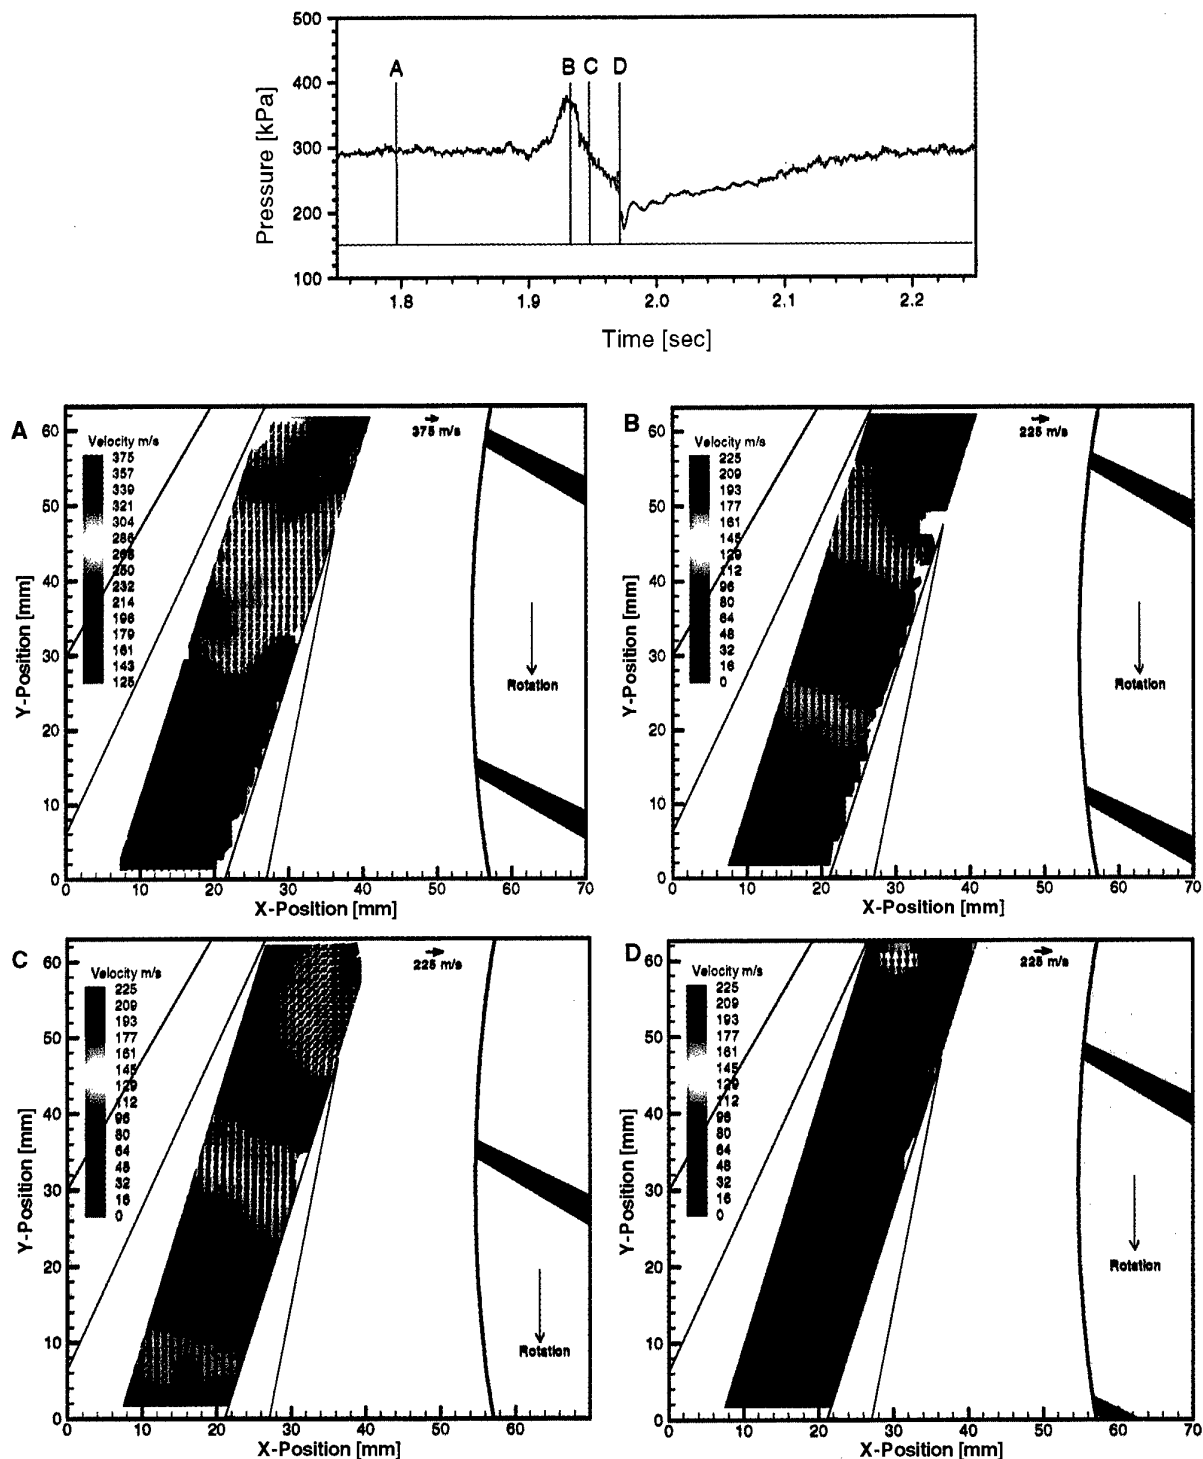 500
400
300
200
100
Pressure [kPa]
A
B
C
D
1.8
1.9
2.0
2.1
2.2
Time [sec]
A
60
50
40
30
20
10
0
Y-Position [mm]
Velocity m/s
375
357
339
321
304
286
268
250
232
214
196
179
161
143
125
375 m/s
Rotation
0 10 20 30 40 50 60 70
X-Position [mm]
B
60
50
40
30
20
10
0
Y-Position [mm]
Velocity m/s
225
209
193
177
161
145
129
112
96
80
64
48
32
16
0
225 m/s
Rotation
0 10 20 30 40 50 60 70
X-Position [mm]
C
60
50
40
30
20
10
0
Y-Position [mm]
Velocity m/s
225
209
193
177
161
145
129
112
96
80
64
48
32
16
0
225 m/s
Rotation
0 10 20 30 40 50 60
X-Position [mm]
D
60
50
40
30
20
10
0
Y-Position [mm]
Velocity m/s
225
209
193
177
161
145
129
112
96
80
64
48
32
16
0
225 m/s
Rotation
0 10 20 30 40 50 60 70
X-Position [mm]